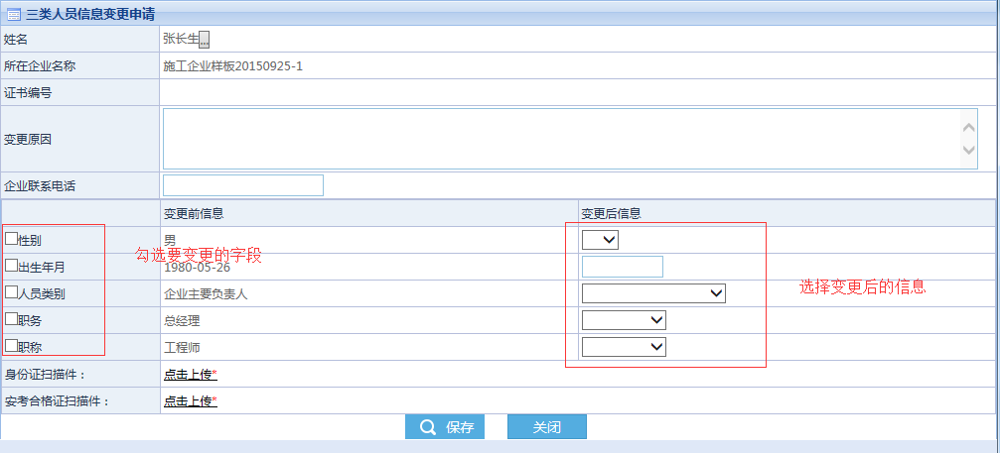 三类人员信息变更申请
姓名 张长生...
所在企业名称 施工企业样板20150925-1
证书编号
变更原因
企业联系电话
变更前信息 变更后信息
性别 男
勾选要变更的字段
出生年月 1980-05-26
人员类别 企业主要负责人
选择变更后的信息
职务 总经理
职称 工程师
身份证扫描件： 点击上传*
安考合格证扫描件： 点击上传*
保存 关闭